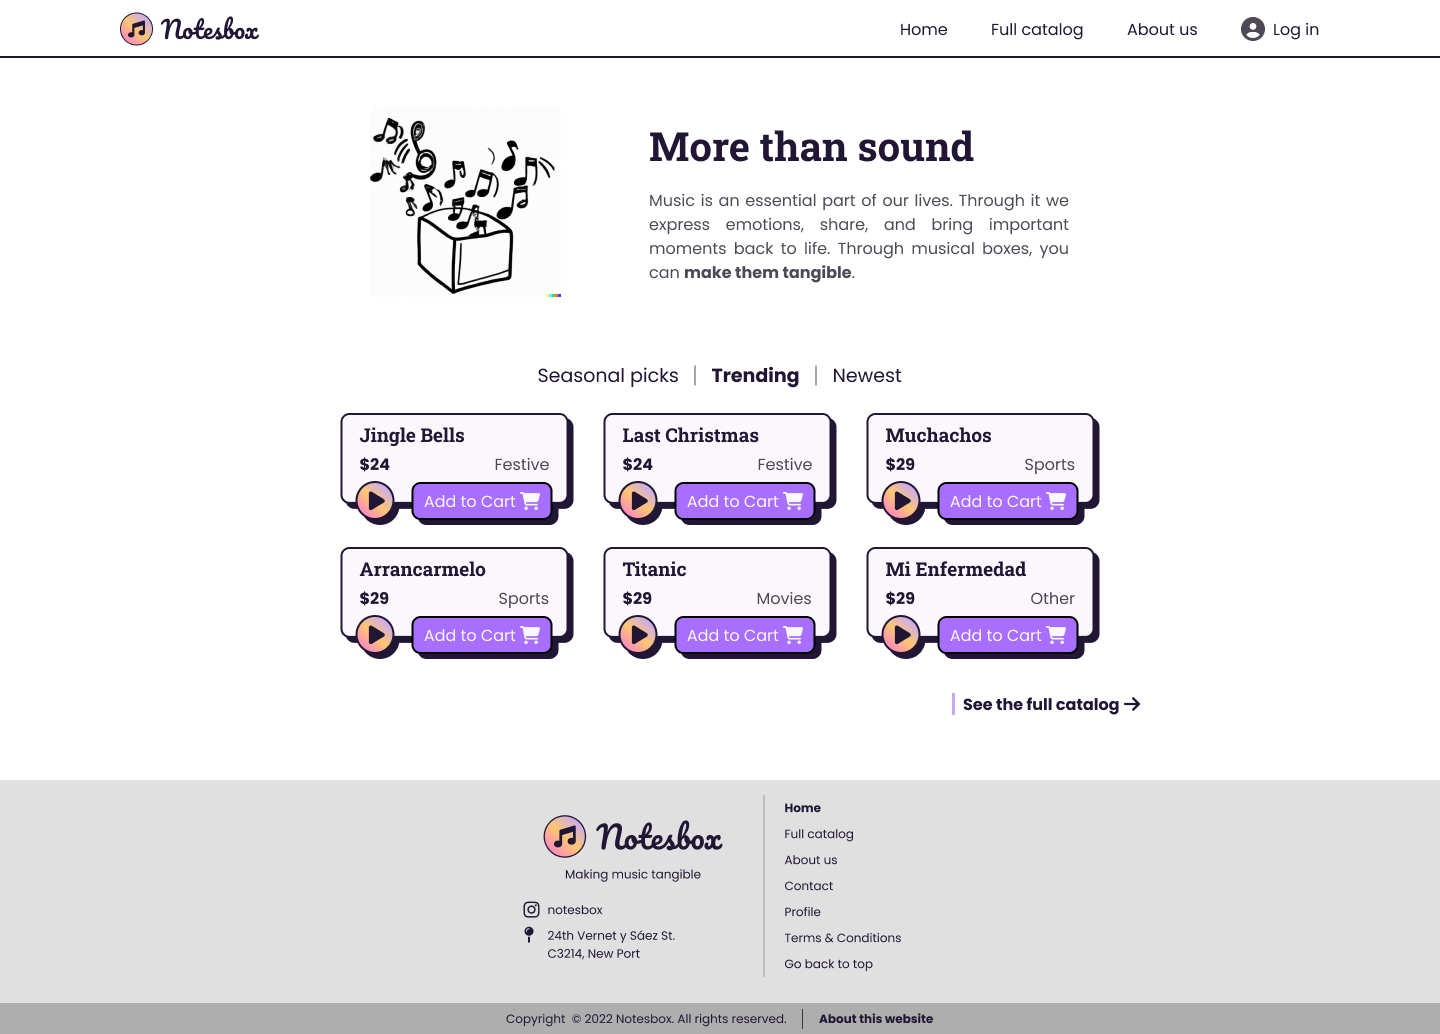 Notesbox
Home
Full catalog
About us
Log in
More than sound
Music is an essential part of our lives. Through it we
express emotions, share, and bring important
moments back to life. Through musical boxes, you
can make them tangible.
Seasonal picks | Trending | Newest
Jingle Bells
$24
Festive
Add to Cart
Last Christmas
$24
Festive
Add to Cart
Muchachos
$29
Sports
Add to Cart
Arrancarmelo
$29
Sports
Add to Cart
Titanic
$29
Movies
Add to Cart
Mi Enfermedad
$29
Other
Add to Cart
See the full catalog
Notesbox
Making music tangible
notesbox
24th Vernet y Sáez St.
C3214, New Port
Home
Full catalog
About us
Contact
Profile
Terms & Conditions
Go back to top
Copyright © 2022 Notesbox. All rights reserved.
About this website